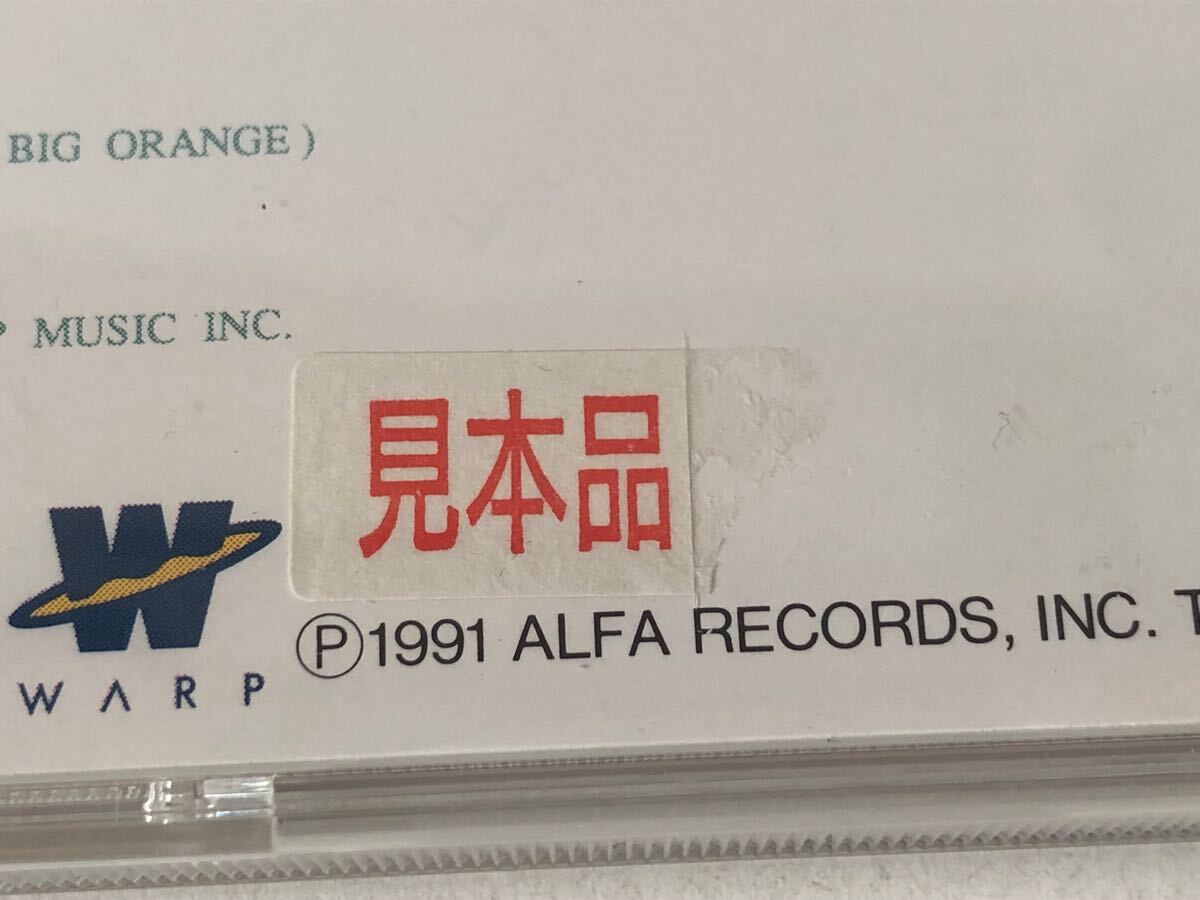 BIG ORANGE)
MUSIC INC.
見本品
WARP
Ⓟ1991 ALFA RECORDS, INC.